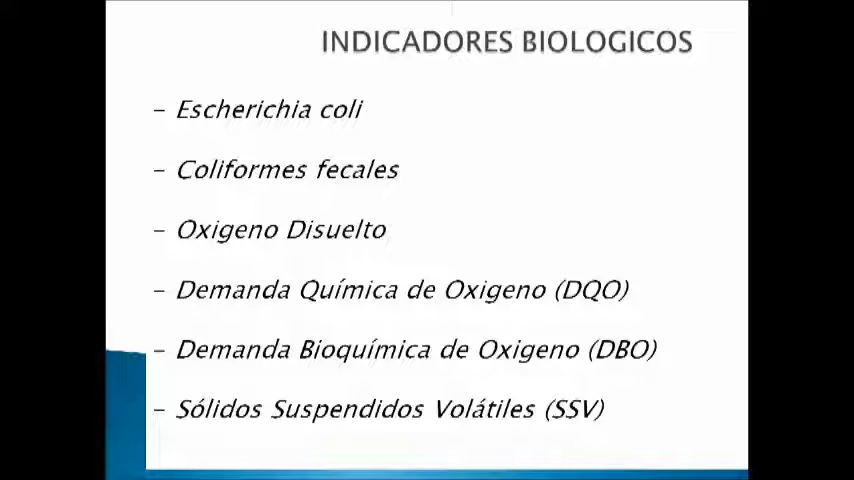 INDICADORES BIOLOGICOS
- Escherichia coli
- Coliformes fecales
- Oxigeno Disuelto
- Demanda Química de Oxigeno (DQO)
- Demanda Bioquímica de Oxigeno (DBO)
- Sólidos Suspendidos Volátiles (SSV)